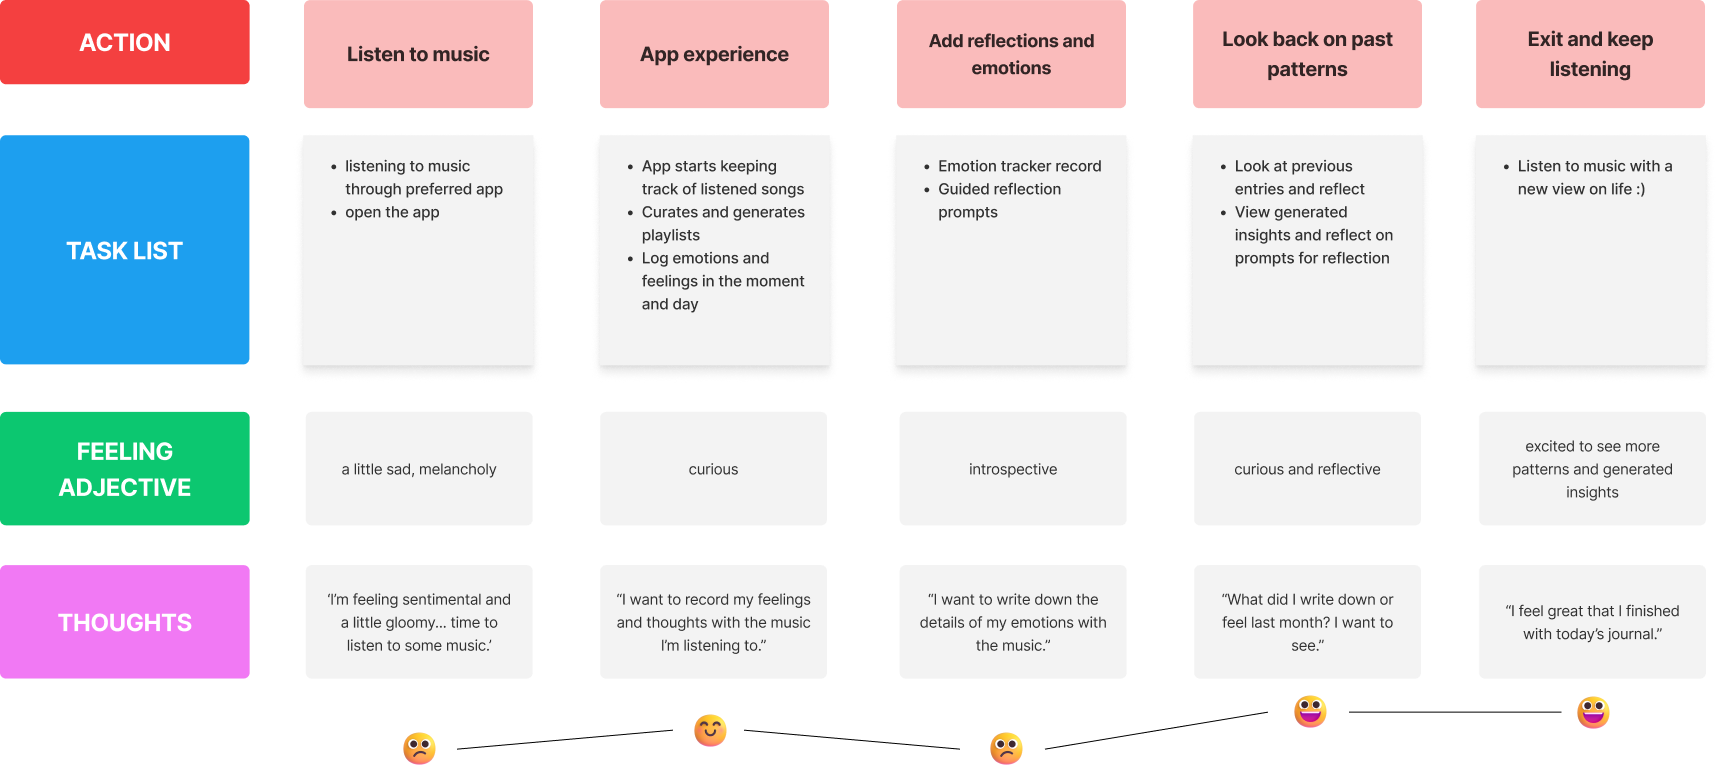 ACTION
Listen to music
App experience
Add reflections and
emotions
Look back on past
patterns
Exit and keep
listening
TASK LIST
• listening to music
through preferred app
• open the app
• App starts keeping
track of listened songs
• Curates and generates
playlists
• Log emotions and
feelings in the moment
and day
• Emotion tracker record
• Guided reflection
prompts
• Look at previous
entries and reflect
• View generated
insights and reflect on
prompts for reflection
• Listen to music with a
new view on life :)
FEELING
ADJECTIVE
a little sad, melancholy
curious
introspective
curious and reflective
excited to see more
patterns and generated
insights
THOUGHTS
‘I’m feeling sentimental and
a little gloomy... time to
listen to some music.’
“I want to record my feelings
and thoughts with the music
I’m listening to.”
“I want to write down the
details of my emotions with
the music.“
“What did I write down or
feel last month? I want to
see.”
“I feel great that I finished
with today’s journal.”